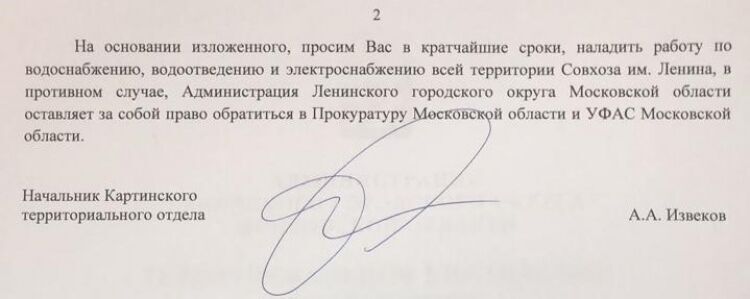 2
На основании изложенного, просим Вас в кратчайшие сроки, наладить работу по
водоснабжению, водоотведению и электроснабжению всей территории Совхоза им. Ленина, в
противном случае, Администрация Ленинского городского округа Московской области
оставляет за собой право обратиться в Прокуратуру Московской области и УФАС Московской
области.
Начальник Картинского
территориального отдела
А.А. Извеков